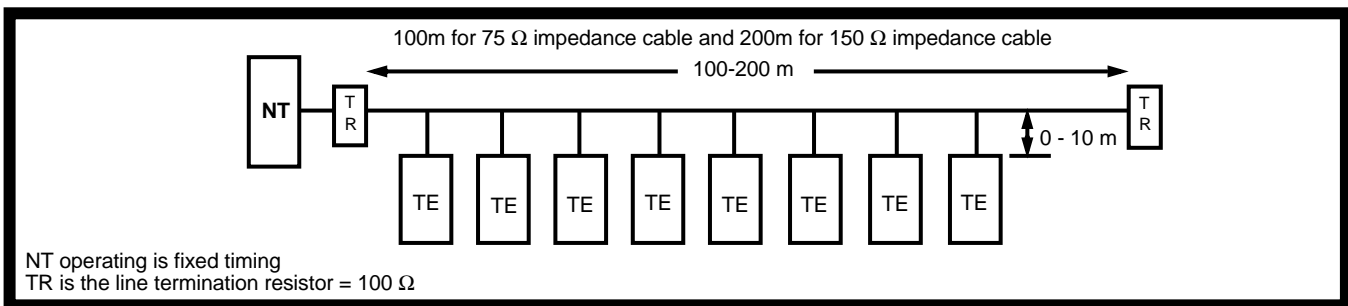 100m for 75 Ω impedance cable and 200m for 150 Ω impedance cable
100-200 m
NT
T
R
T
R
0 - 10 m
TE
TE
TE
TE
TE
TE
TE
TE
NT operating is fixed timing
TR is the line termination resistor = 100 Ω